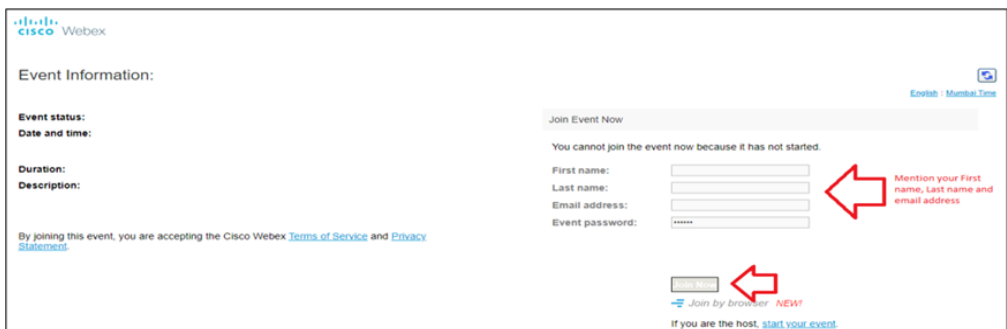 CISCO Webex
Event Information:
English : Mumbai Time
Event status:
Date and time:
Duration:
Description:
By joining this event, you are accepting the Cisco Webex Terms of Service and Privacy
Statement.
Join Event Now
You cannot join the event now because it has not started.
First name:
Last name:
Email address:
Event password: ••••••
Mention your First
name, Last name and
email address
Join Now
Join by browser NEW!
If you are the host, start your event.